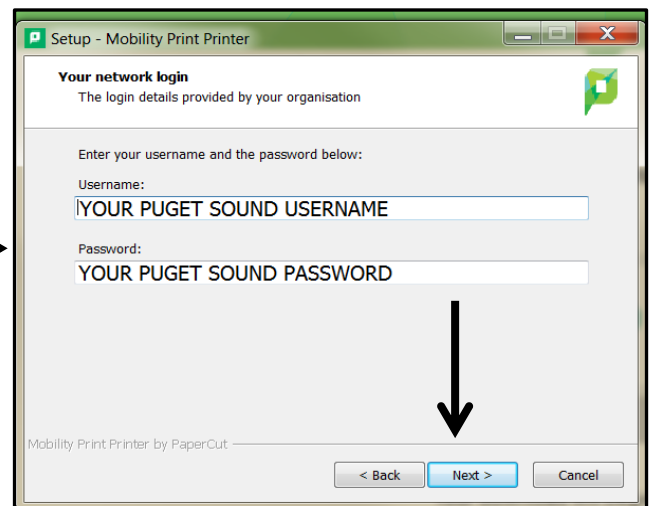 Setup - Mobility Print Printer
Your network login
The login details provided by your organisation
Enter your username and the password below:
Username:
YOUR PUGET SOUND USERNAME
Password:
YOUR PUGET SOUND PASSWORD
Mobility Print Printer by PaperCut
< Back Next > Cancel